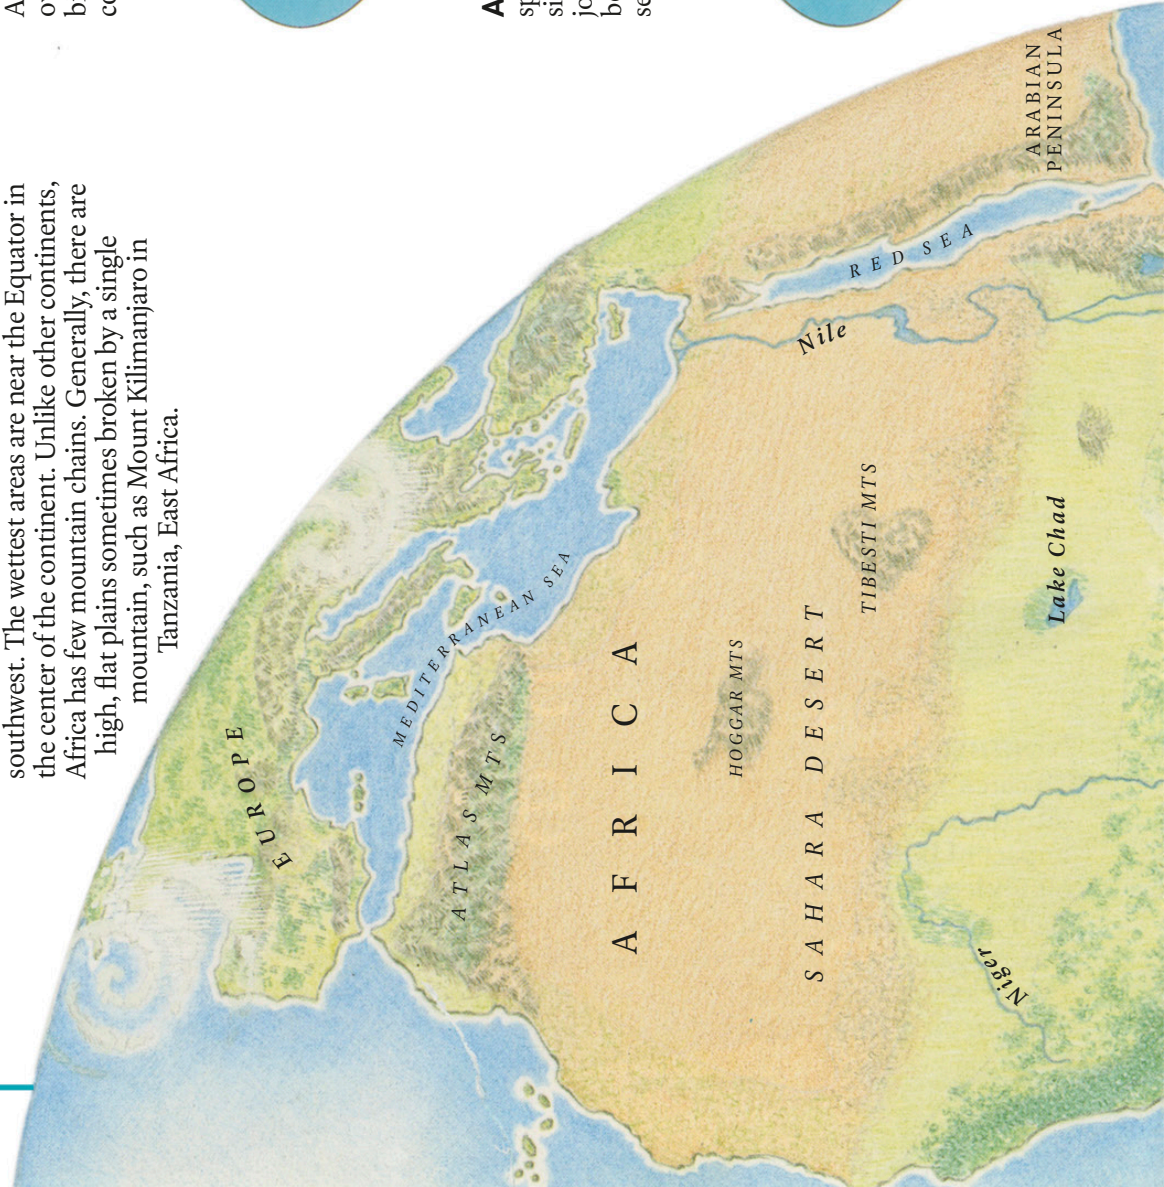 southwest. The wettest areas are near the Equator in
the center of the continent. Unlike other continents,
Africa has few mountain chains. Generally, there are
high, flat plains sometimes broken by a single
mountain, such as Mount Kilimanjaro in
Tanzania, East Africa.
EUROPE
MEDITERRANEAN SEA
ATLAS MTS
AFRICA
HOGGAR MTS
SAHARA DESERT
TIBESTI MTS
Nile
RED SEA
ARABIAN
PENINSULA
Lake Chad
Niger